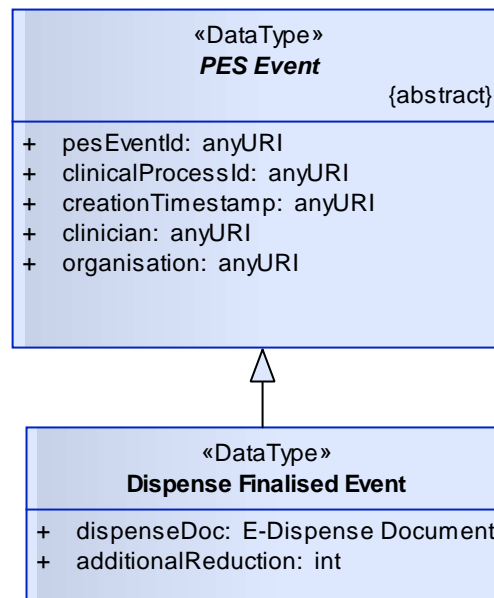 «DataType»
PES Event
{abstract}
+ pesEventId: anyURI
+ clinicalProcessId: anyURI
+ creationTimestamp: anyURI
+ clinician: anyURI
+ organisation: anyURI
«DataType»
Dispense Finalised Event
+ dispenseDoc: E-Dispense Document
+ additionalReduction: int